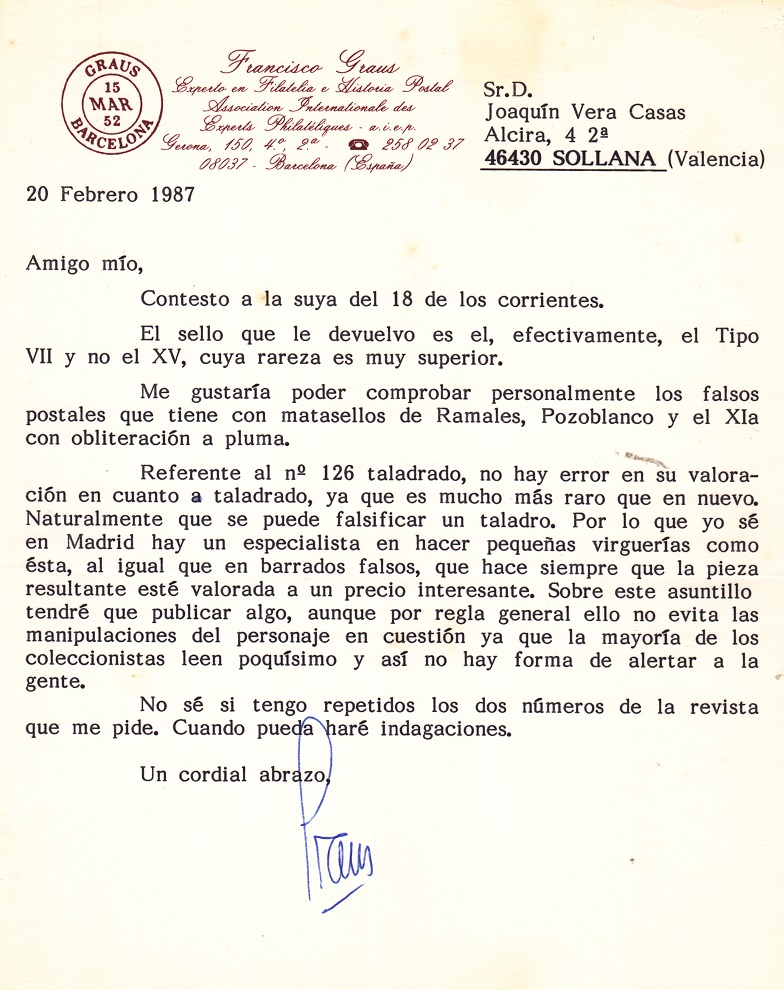 GRAUS
15
MAR
52
BARCELONA
Francisco Graus
Experto en Filatelia e Historia Postal
Association Internationale des
Experts Philatéliques - a.i.e.p.
Gerona, 150, 4º, 2ª - ☎ 258 02 37
08037 - Barcelona (España)
Sr.D.
Joaquín Vera Casas
Alcira, 4 2ª
46430 SOLLANA (Valencia)
20 Febrero 1987
Amigo mío,
Contesto a la suya del 18 de los corrientes.
El sello que le devuelvo es el, efectivamente, el Tipo
VII y no el XV, cuya rareza es muy superior.
Me gustaría poder comprobar personalmente los falsos
postales que tiene con matasellos de Ramales, Pozoblanco y el XIa
con obliteración a pluma.
Referente al nº 126 taladrado, no hay error en su valora-
ción en cuanto a taladrado, ya que es mucho más raro que en nuevo.
Naturalmente que se puede falsificar un taladro. Por lo que yo sé
en Madrid hay un especialista en hacer pequeñas virguerías como
ésta, al igual que en barrados falsos, que hace siempre que la pieza
resultante esté valorada a un precio interesante. Sobre este asuntillo
tendré que publicar algo, aunque por regla general ello no evita las
manipulaciones del personaje en cuestión ya que la mayoría de los
coleccionistas leen poquísimo y así no hay forma de alertar a la
gente.
No sé si tengo repetidos los dos números de la revista
que me pide. Cuando pueda haré indagaciones.
Un cordial abrazo,
Graus